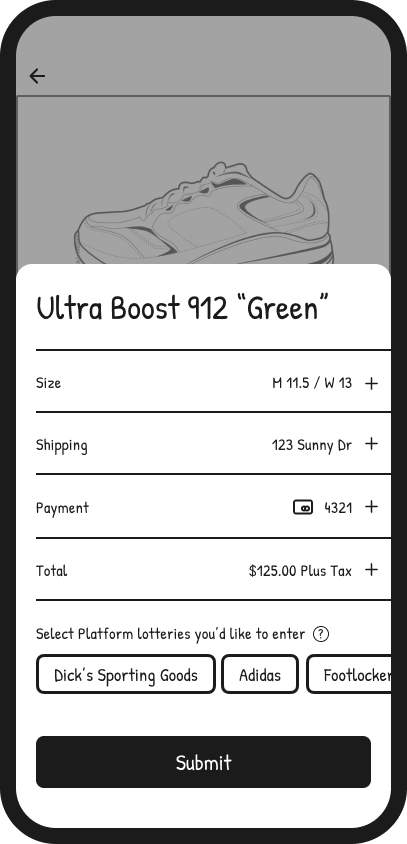 Ultra Boost 912 “Green”
Size M 11.5 / W 13 +
Shipping 123 Sunny Dr +
Payment 4321 +
Total $125.00 Plus Tax +
Select Platform lotteries you’d like to enter ?
Dick’s Sporting Goods Adidas Footlocker
Submit